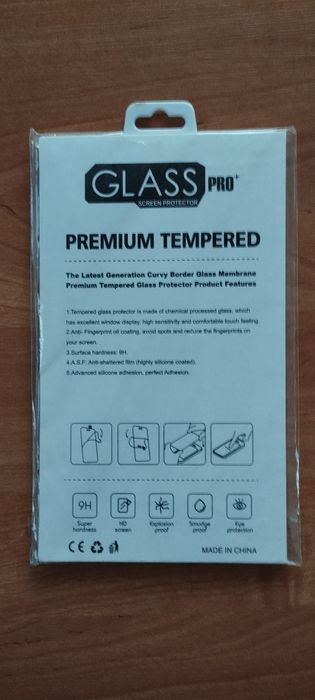 GLASS PRO+
SCREEN PROTECTOR
PREMIUM TEMPERED
The Latest Generation Curvy Border Glass Membrane
Premium Tempered Glass Protector Product Features
1.Tempered glass protector is made of chemical processed glass, which
has excellent window display, high sensitivity and comfortable touch feeling.
2.Anti- Fingerprint oil coating, avoid spots and reduce the fingerprints on
your screen.
3.Surface hardness: 9H.
4.A.S.F: Anti-shattered film (highly silicone coated).
5.Advanced silicone adhesion, perfect Adhesion.
9H
Super hardness
HD screen
Explosion proof
Smudge proof
Eye protection
CE
MADE IN CHINA